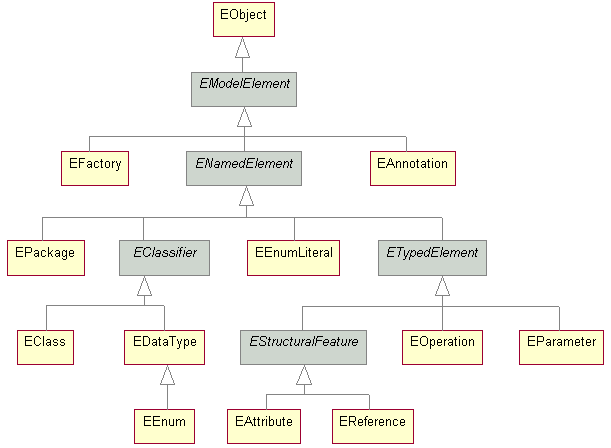 EObject
EModelElement
EFactory
ENamedElement
EAnnotation
EPackage
EClassifier
EEnumLiteral
ETypedElement
EClass
EDataType
EStructuralFeature
EOperation
EParameter
EEnum
EAttribute
EReference